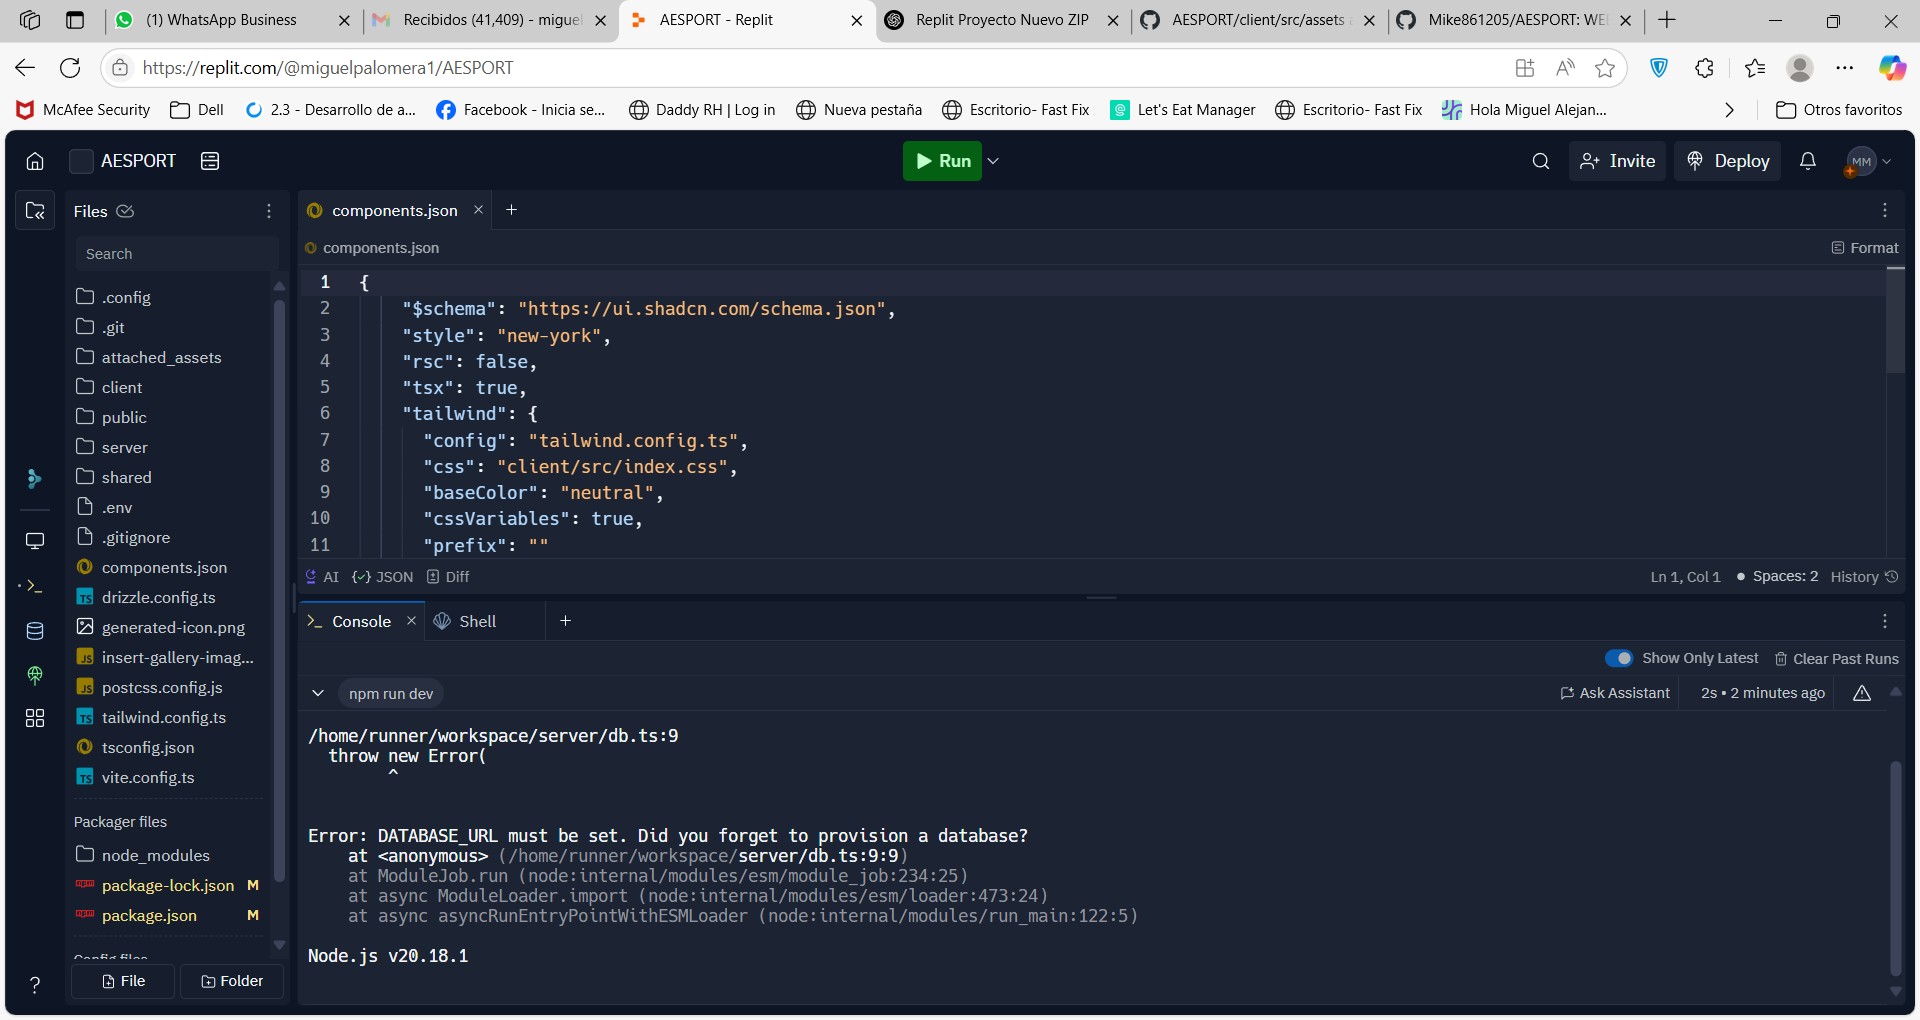 (1) WhatsApp Business
Recibidos (41,409) - migue
AESPORT - Replit
Replit Proyecto Nuevo ZIP
AESPORT/client/src/assets
Mike861205/AESPORT: WE
https://replit.com/@miguelpalomera1/AESPORT
McAfee Security
Dell
2.3 - Desarrollo de a...
Facebook - Inicia se...
Daddy RH | Log in
Nueva pestaña
Escritorio- Fast Fix
Let's Eat Manager
Escritorio- Fast Fix
Hola Miguel Alejan...
Otros favoritos
AESPORT
Run
Invite
Deploy
MM
Files
components.json
components.json
Format
Search
.config
.git
attached_assets
client
public
server
shared
.env
.gitignore
components.json
drizzle.config.ts
generated-icon.png
insert-gallery-imag...
postcss.config.js
tailwind.config.ts
tsconfig.json
vite.config.ts
Packager files
node_modules
package-lock.json M
package.json M
Config files
File
Folder
1 {
2 "$schema": "https://ui.shadcn.com/schema.json",
3 "style": "new-york",
4 "rsc": false,
5 "tsx": true,
6 "tailwind": {
7 "config": "tailwind.config.ts",
8 "css": "client/src/index.css",
9 "baseColor": "neutral",
10 "cssVariables": true,
11 "prefix": ""
AI {✓} JSON Diff
Ln 1, Col 1 • Spaces: 2 History
Console
Shell
Show Only Latest
Clear Past Runs
npm run dev
Ask Assistant
2s • 2 minutes ago
/home/runner/workspace/server/db.ts:9
throw new Error(
^
Error: DATABASE_URL must be set. Did you forget to provision a database?
at <anonymous> (/home/runner/workspace/server/db.ts:9:9)
at ModuleJob.run (node:internal/modules/esm/module_job:234:25)
at async ModuleLoader.import (node:internal/modules/esm/loader:473:24)
at async asyncRunEntryPointWithESMLoader (node:internal/modules/run_main:122:5)
Node.js v20.18.1